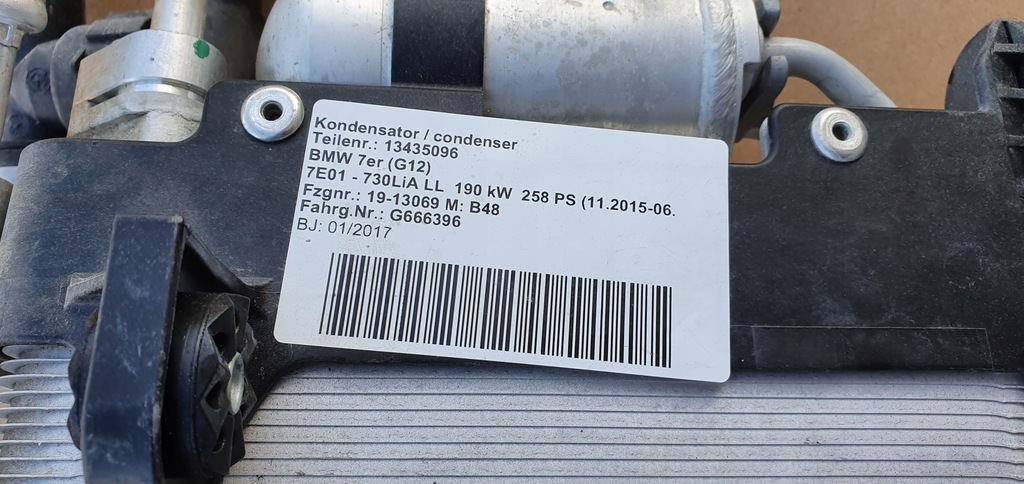 Kondensator / condenser
Teilenr.: 13435096
BMW 7er (G12)
7E01 - 730LiA LL 190 kW 258 PS (11.2015-06.
Fzgnr.: 19-13069 M: B48
Fahrg.Nr.: G666396
BJ: 01/2017